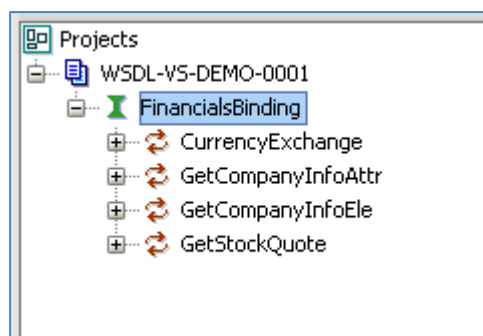 Projects
WSDL-VS-DEMO-0001
FinancialsBinding
CurrencyExchange
GetCompanyInfoAttr
GetCompanyInfoEle
GetStockQuote